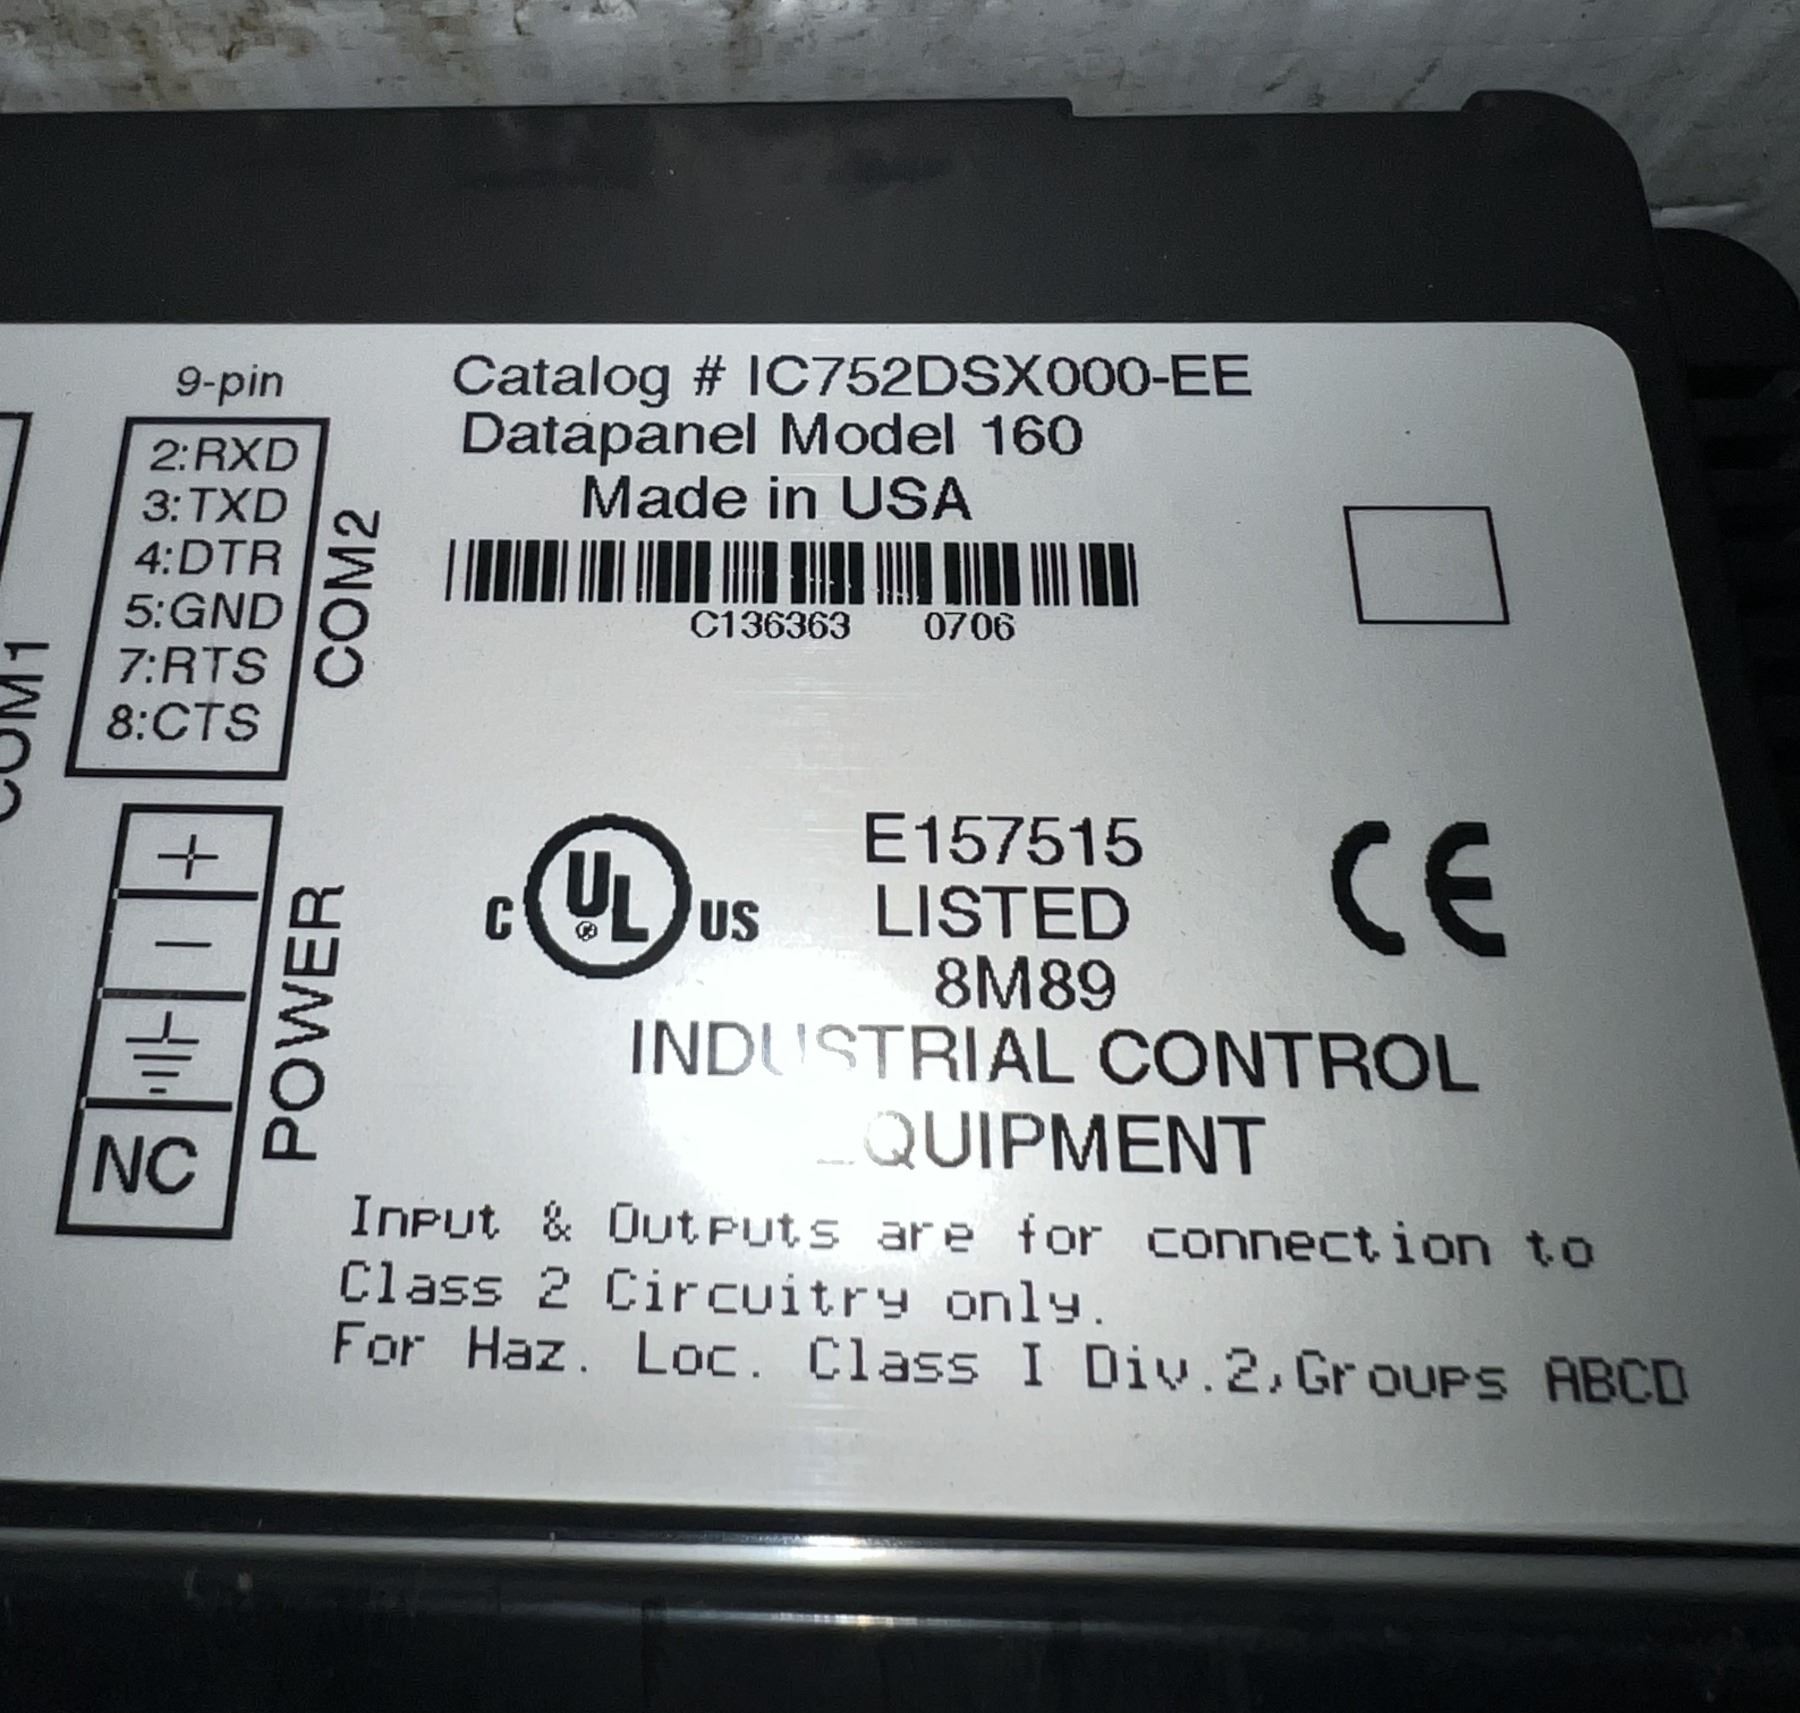 9-pin
2:RXD
3:TXD
4:DTR
5:GND
7:RTS
8:CTS
COM2
COM1
+
−
NC
POWER
Catalog # IC752DSX000-EE
Datapanel Model 160
Made in USA
C136363 0706
C UL® US
E157515
LISTED
8M89
CE
INDUSTRIAL CONTROL
EQUIPMENT
Input & Outputs are for connection to
Class 2 Circuitry only.
For Haz. Loc. Class I Div.2,Groups ABCD